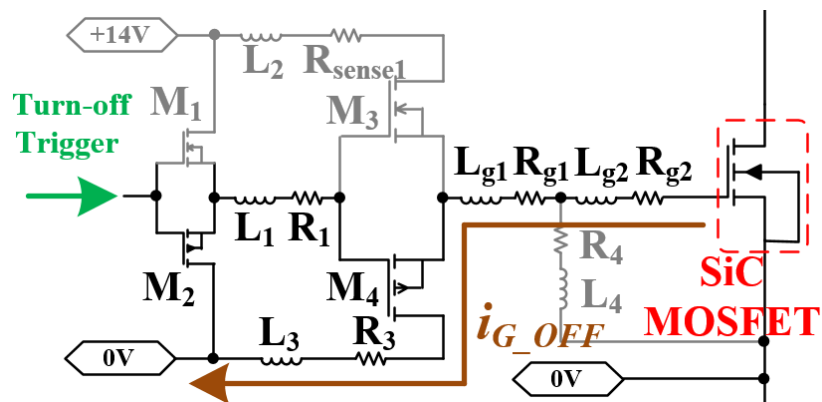 +14V
L2
Rsense1
Turn-off
Trigger
M1
M3
Lg1 Rg1 Lg2 Rg2
L1 R1
R4
M2
M4
L4
SiC
MOSFET
L3
R3
iG_OFF
0V
0V